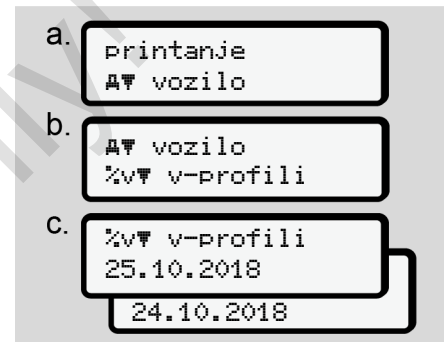 a.
printanje
A▼ vozilo
b.
A▼ vozilo
%v▼ v-profili
c.
%v▼ v-profili
25.10.2018
24.10.2018